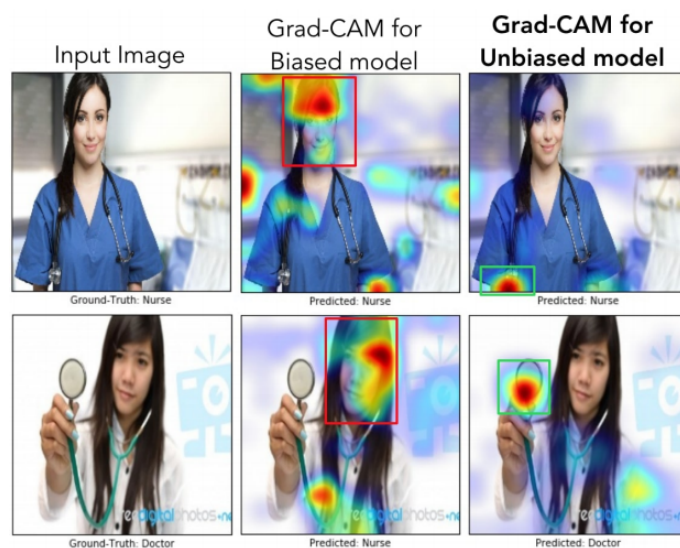 Input Image
Grad-CAM for
Biased model
Grad-CAM for
Unbiased model
Ground-Truth: Nurse
Predicted: Nurse
Predicted: Nurse
Ground-Truth: Doctor
Predicted: Nurse
Predicted: Doctor